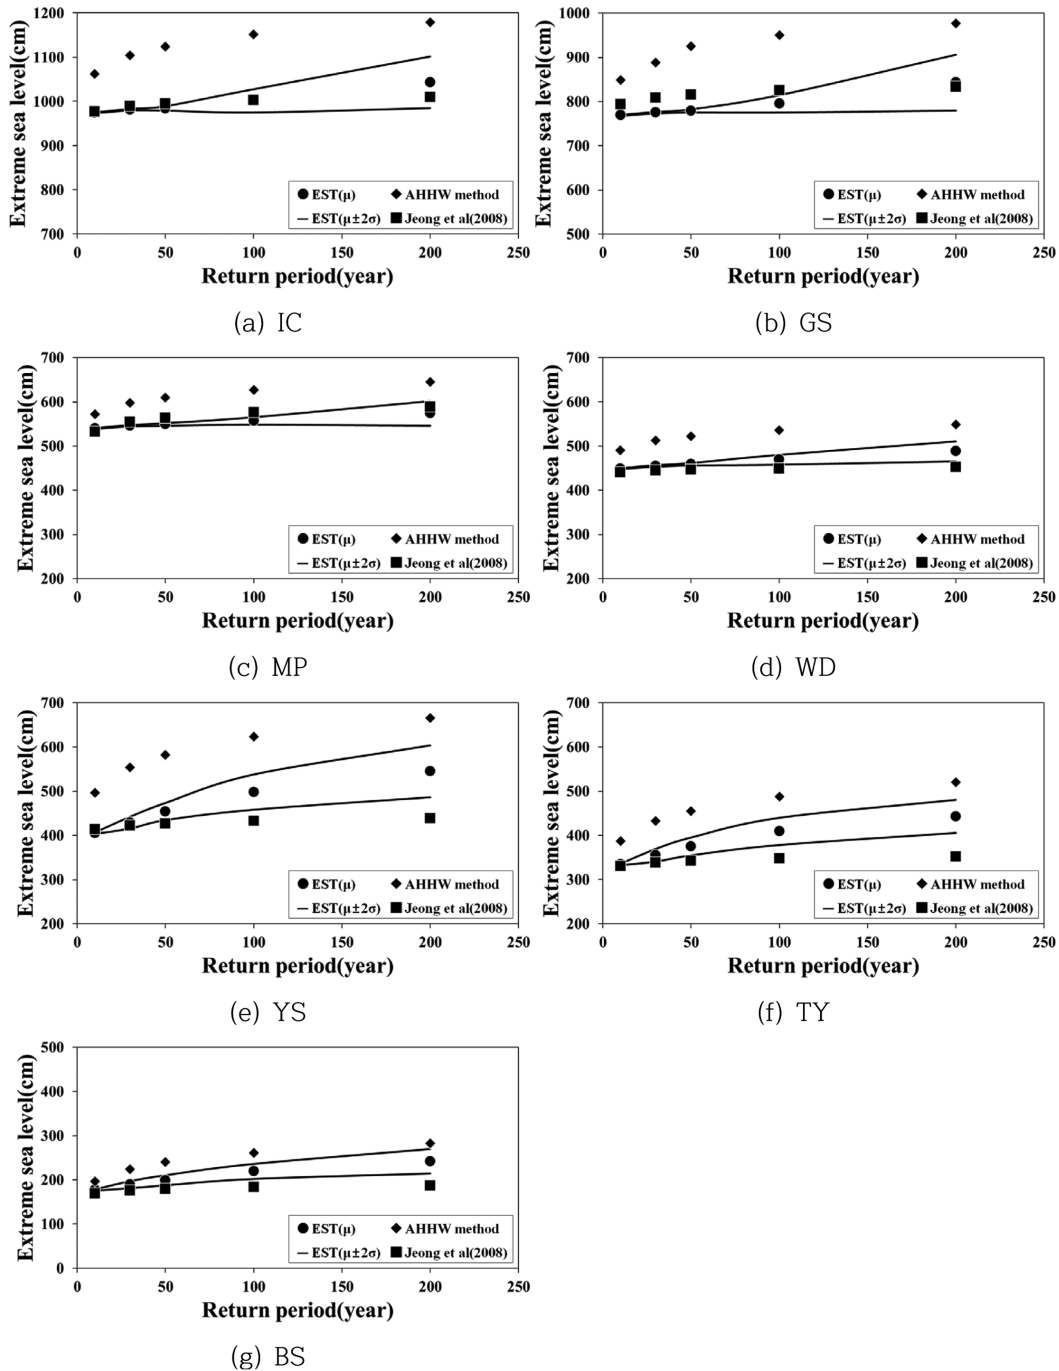 Extreme sea level(cm)
1200
1100
1000
900
800
700
0 50 100 150 200 250
EST(μ) AHHW method
EST(μ±2σ) Jeong et al(2008)
Return period(year)
(a) IC
Extreme sea level(cm)
1000
900
800
700
600
500
0 50 100 150 200 250
EST(μ) AHHW method
EST(μ±2σ) Jeong et al(2008)
Return period(year)
(b) GS
Extreme sea level(cm)
700
600
500
400
300
200
0 50 100 150 200 250
EST(μ) AHHW method
EST(μ±2σ) Jeong et al(2008)
Return period(year)
(c) MP
Extreme sea level(cm)
700
600
500
400
300
200
0 50 100 150 200 250
EST(μ) AHHW method
EST(μ±2σ) Jeong et al(2008)
Return period(year)
(d) WD
Extreme sea level(cm)
700
600
500
400
300
200
0 50 100 150 200 250
EST(μ) AHHW method
EST(μ±2σ) Jeong et al(2008)
Return period(year)
(e) YS
Extreme sea level(cm)
700
600
500
400
300
200
0 50 100 150 200 250
EST(μ) AHHW method
EST(μ±2σ) Jeong et al(2008)
Return period(year)
(f) TY
Extreme sea level(cm)
500
400
300
200
100
0
0 50 100 150 200 250
EST(μ) AHHW method
EST(μ±2σ) Jeong et al(2008)
Return period(year)
(g) BS